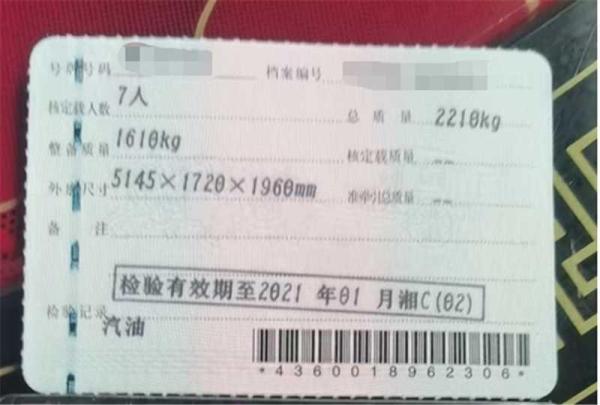 号牌号码 档案编号
核定载人数 7人 总质量 2210kg
整备质量 1610kg 核定载质量 --
外廓尺寸 5145×1720×1960mm 准牵引总质量 --
备注
检验有效期至2021 年01 月湘C(02)
检验记录
汽油
*4360018962306*